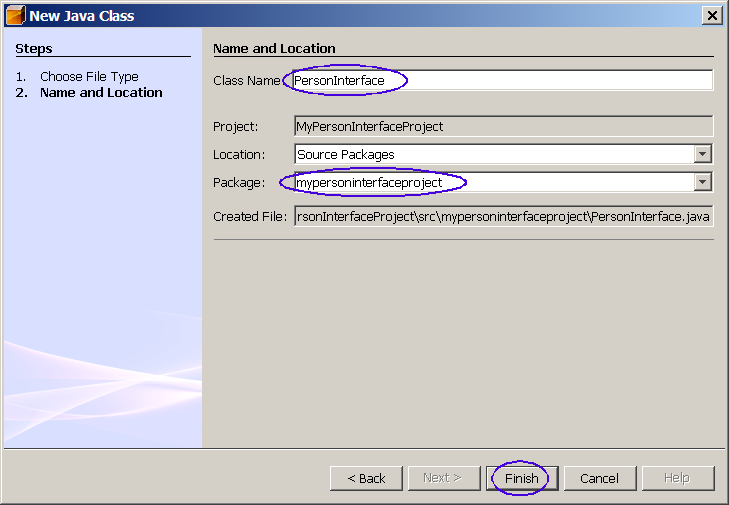 New Java Class
Steps
1. Choose File Type
2. Name and Location
Name and Location
Class Name: PersonInterface
Project: MyPersonInterfaceProject
Location: Source Packages
Package: mypersoninterfaceproject
Created File: rsonInterfaceProject\src\mypersoninterfaceproject\PersonInterface.java
< Back Next > Finish Cancel Help